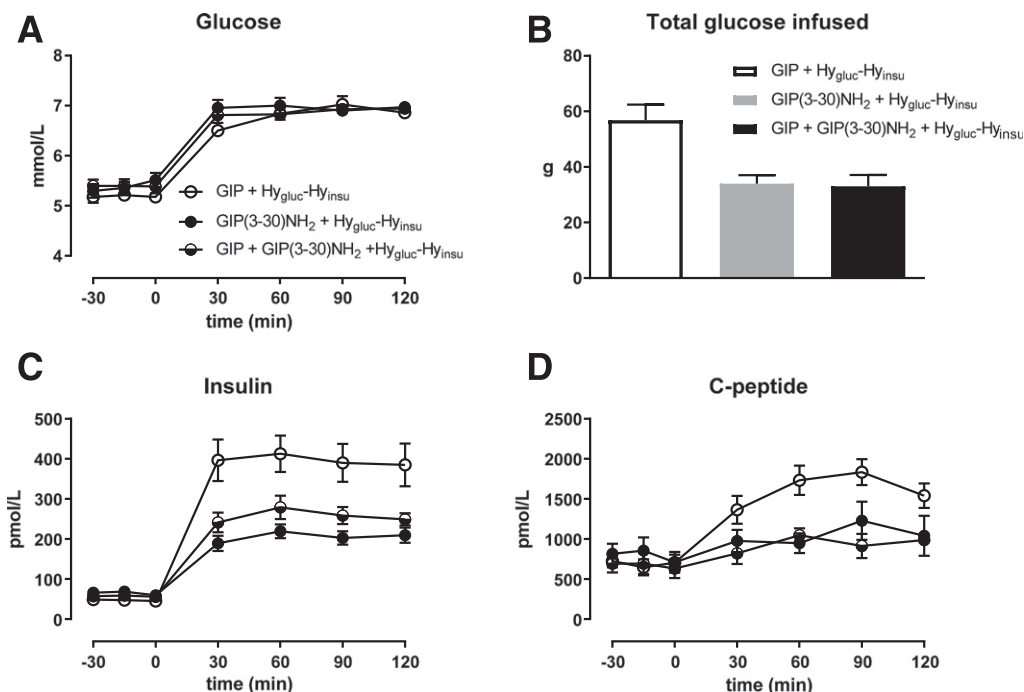 A
Glucose
mmol/L
8
7
6
5
4
GIP + Hygluc-Hyinsu
GIP(3-30)NH2 + Hygluc-Hyinsu
GIP + GIP(3-30)NH2 +Hygluc-Hyinsu
-30 0 30 60 90 120
time (min)
B
Total glucose infused
g
80
60
40
20
0
GIP + Hygluc-Hyinsu
GIP(3-30)NH2 + Hygluc-Hyinsu
GIP + GIP(3-30)NH2 + Hygluc-Hyinsu
C
Insulin
pmol/L
500
400
300
200
100
0
-30 0 30 60 90 120
time (min)
D
C-peptide
pmol/L
2500
2000
1500
1000
500
0
-30 0 30 60 90 120
time (min)